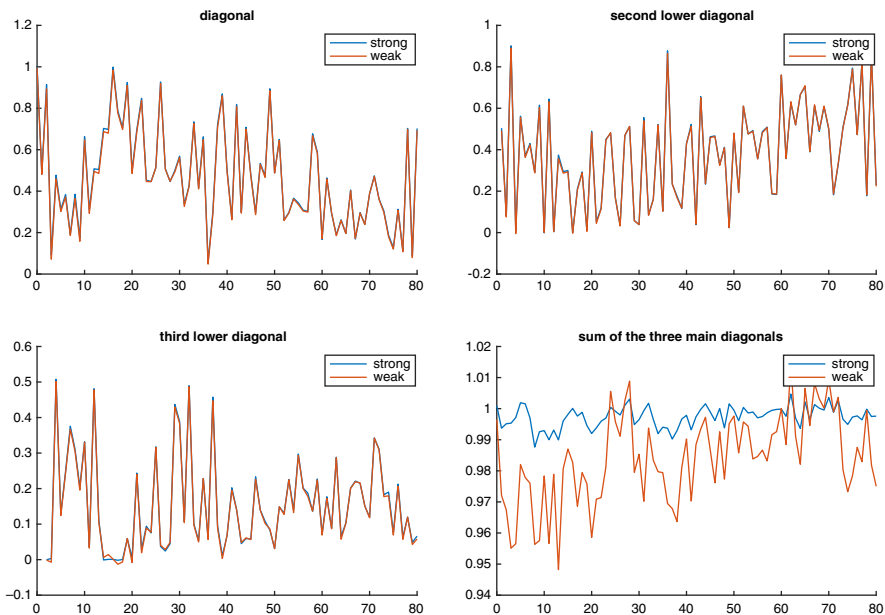 diagonal
1.2
1
0.8
0.6
0.4
0.2
0
0 10 20 30 40 50 60 70 80
strong
weak
second lower diagonal
1
0.8
0.6
0.4
0.2
0
-0.2
0 10 20 30 40 50 60 70 80
strong
weak
third lower diagonal
0.6
0.5
0.4
0.3
0.2
0.1
0
−0.1
0 10 20 30 40 50 60 70 80
strong
weak
sum of the three main diagonals
1.02
1.01
1
0.99
0.98
0.97
0.96
0.95
0.94
0 10 20 30 40 50 60 70 80
strong
weak